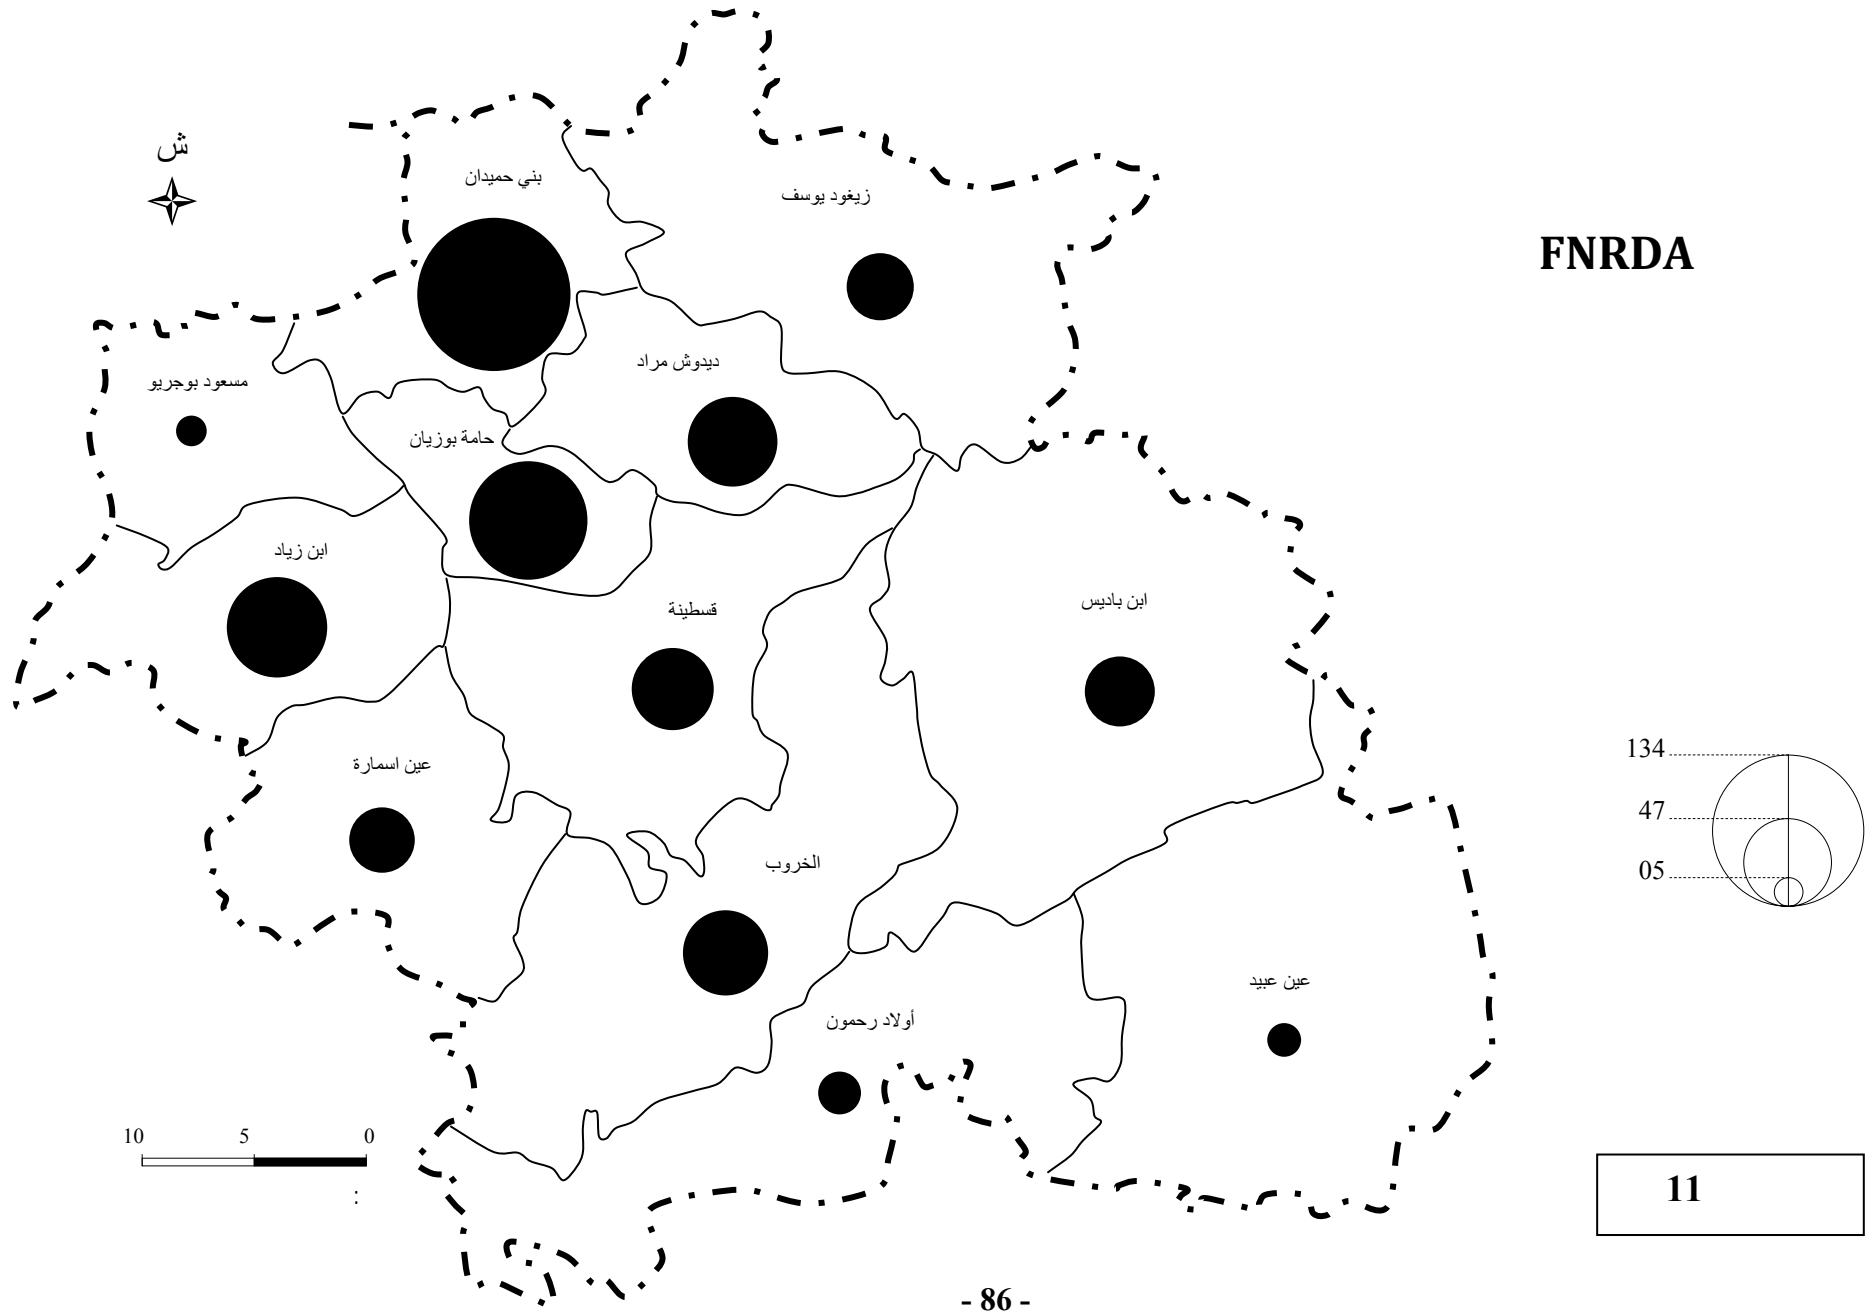 ش
بني حميدان
زيغود يوسف
FNRDA
ديدوش مراد
مسعود بوجريو
حامة بوزيان
ابن زياد
ابن باديس
قسطينة
134
عين اسمارة
47
الخروب
05
عين عبيد
أولاد رحمون
10 5 0
:
11
- 86 -